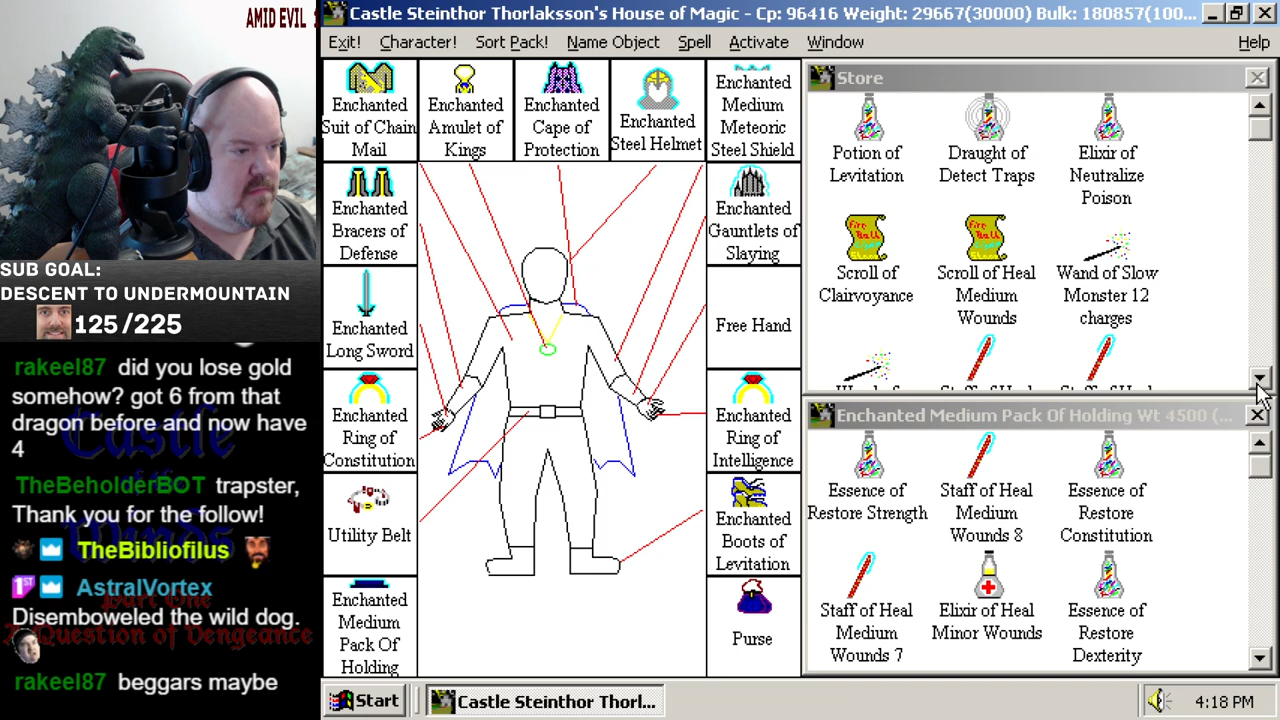 AMID EVIL
SUB GOAL:
DESCENT TO UNDERMOUNTAIN
125/225
rakeel87 did you lose gold
somehow? got 6 from that
dragon before and now have
4
TheBeholderBOT trapster,
Thank you for the follow!
TheBibliofilus
AstralVortex
Disemboweled the wild dog.
rakeel87 beggars maybe
Castle
Winds
Part One
A Question of Vengeance
Castle Steinthor Thorlaksson's House of Magic - Cp: 96416 Weight: 29667(30000) Bulk: 180857(100...
Exit! Character! Sort Pack! Name Object Spell Activate Window Help
Enchanted
Suit of Chain
Mail
Enchanted
Amulet of
Kings
Enchanted
Cape of
Protection
Enchanted
Steel Helmet
Enchanted
Medium
Meteoric
Steel Shield
Enchanted
Bracers of
Defense
Enchanted
Gauntlets of
Slaying
Enchanted
Long Sword
Free Hand
Enchanted
Ring of
Constitution
Enchanted
Ring of
Intelligence
Utility Belt
Enchanted
Boots of
Levitation
Enchanted
Medium
Pack Of
Holding
Purse
Store
Potion of
Levitation
Draught of
Detect Traps
Elixir of
Neutralize
Poison
Scroll of
Clairvoyance
Scroll of Heal
Medium
Wounds
Wand of Slow
Monster 12
charges
Enchanted Medium Pack Of Holding Wt 4500 (...
Essence of
Restore Strength
Staff of Heal
Medium
Wounds 8
Essence of
Restore
Constitution
Staff of Heal
Medium
Wounds 7
Elixir of Heal
Minor Wounds
Essence of
Restore
Dexterity
Start
Castle Steinthor Thorl...
4:18 PM